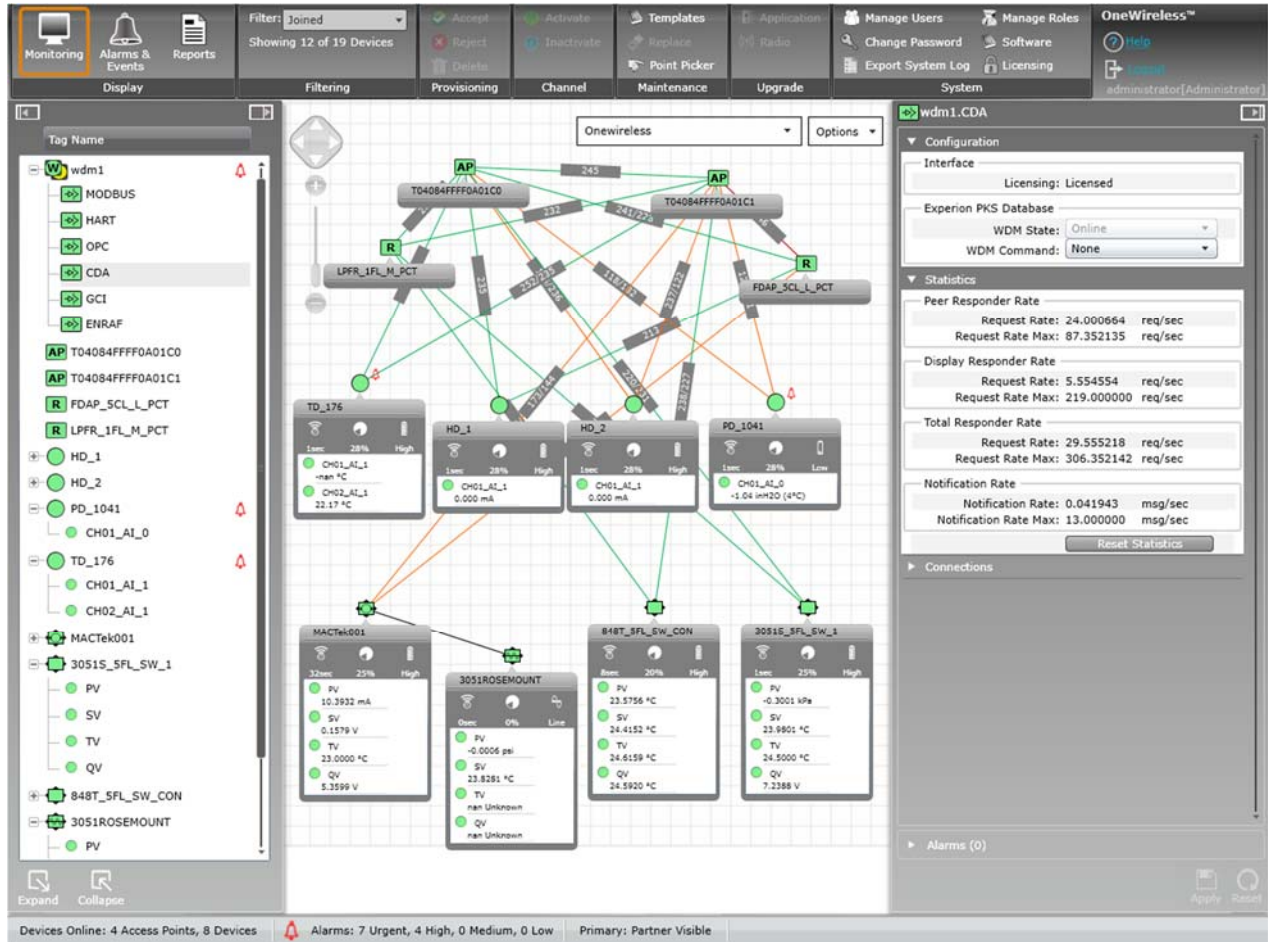 Monitoring
Alarms & Events
Reports
Display
Filter: Joined
Showing 12 of 19 Devices
Filtering
Accept
Reject
Delete
Provisioning
Activate
Inactivate
Channel
Templates
Replace
Point Picker
Maintenance
Application
Radio
Upgrade
Manage Users
Manage Roles
Change Password
Software
Export System Log
Licensing
System
OneWireless™
Help
Logout
administrator[Administrator]
Tag Name
wdm1
MODBUS
HART
OPC
CDA
GCI
ENRAF
AP T04084FFFF0A01C0
AP T04084FFFF0A01C1
R FDAP_SCL_L_PCT
R LPFR_1FL_M_PCT
HD_1
HD_2
PD_1041
CH01_AI_0
TD_176
CH01_AI_1
CH02_AI_1
MACTek001
3051S_5FL_SW_1
PV
SV
TV
QV
848T_5FL_SW_CON
3051ROSEMOUNT
PV
Expand
Collapse
Onewireless
Options
AP
T04084FFFF0A01C0
AP
T04084FFFF0A01C1
R
LPFR_1FL_M_PCT
R
FDAP_SCL_L_PCT
245
232
241/229
235
252/235
118/132
237/122
213
173/144
220/231
238/227
TD_176
1sec 28% High
CH01_AI_1
-nan °C
CH02_AI_1
22.17 °C
HD_1
1sec 28% High
CH01_AI_1
0.000 mA
HD_2
1sec 28% High
CH01_AI_1
0.000 mA
PD_1041
1sec 28% Low
CH01_AI_0
-1.04 inH2O (4°C)
MACTek001
32sec 25% High
PV
10.3932 mA
SV
0.1579 V
TV
23.0000 °C
QV
5.3599 V
3051ROSEMOUNT
0sec 0% Line
PV
-0.0006 psi
SV
23.8281 °C
TV
nan Unknown
QV
nan Unknown
848T_5FL_SW_CON
8sec 20% High
PV
23.5756 °C
SV
24.4152 °C
TV
24.6159 °C
QV
24.5920 °C
3051S_5FL_SW_1
1sec 25% High
PV
-0.3001 kPa
SV
23.9801 °C
TV
24.5000 °C
QV
7.2388 V
wdm1.CDA
Configuration
Interface
Licensing: Licensed
Experion PKS Database
WDM State: Online
WDM Command: None
Statistics
Peer Responder Rate
Request Rate: 24.000664 req/sec
Request Rate Max: 87.352135 req/sec
Display Responder Rate
Request Rate: 5.554554 req/sec
Request Rate Max: 219.000000 req/sec
Total Responder Rate
Request Rate: 29.555218 req/sec
Request Rate Max: 306.352142 req/sec
Notification Rate
Notification Rate: 0.041943 msg/sec
Notification Rate Max: 13.000000 msg/sec
Reset Statistics
Connections
Alarms (0)
Apply
Reset
Devices Online: 4 Access Points, 8 Devices
Alarms: 7 Urgent, 4 High, 0 Medium, 0 Low
Primary: Partner Visible